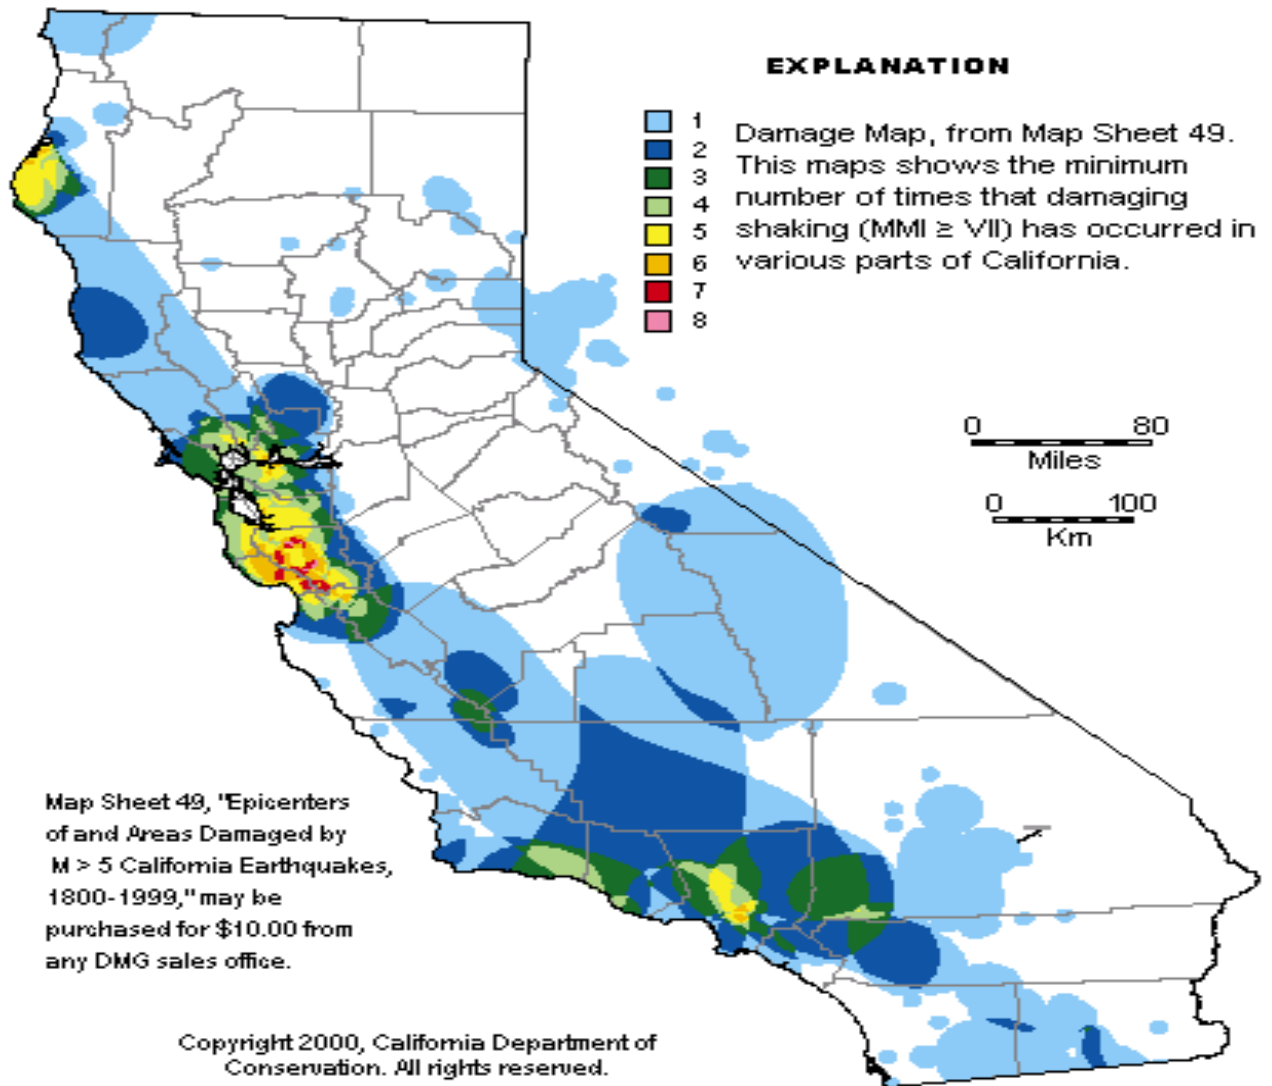 EXPLANATION
1
2
3
4
5
6
7
8
Damage Map, from Map Sheet 49.
This maps shows the minimum
number of times that damaging
shaking (MMI ≥ VII) has occurred in
various parts of California.
0 80
Miles
0 100
Km
Map Sheet 49, "Epicenters
of and Areas Damaged by
M > 5 California Earthquakes,
1800-1999," may be
purchased for $10.00 from
any DMG sales office.
Copyright 2000, California Department of
Conservation. All rights reserved.